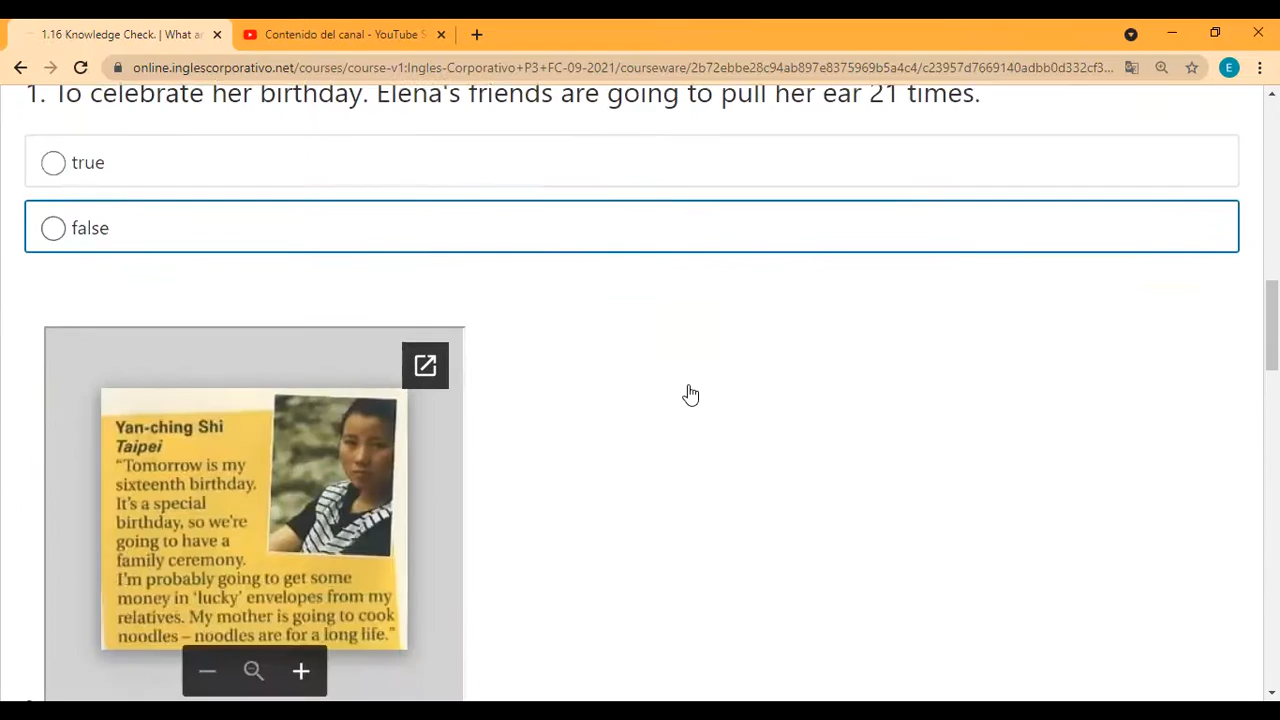 1.16 Knowledge Check. | What ar
Contenido del canal - YouTube S
online.inglescorporativo.net/courses/course-v1:Ingles-Corporativo+P3+FC-09-2021/courseware/2b72ebbe28c94ab897e8375969b5a4c4/c23957d7669140adbb0d332cf3...
E
1. To celebrate her birthday. Elena's friends are going to pull her ear 21 times.
true
false
Yan-ching Shi
Taipei
“Tomorrow is my
sixteenth birthday.
It's a special
birthday, so we're
going to have a
family ceremony.
I'm probably going to get some
money in ‘lucky’ envelopes from my
relatives. My mother is going to cook
noodles – noodles are for a long life.”